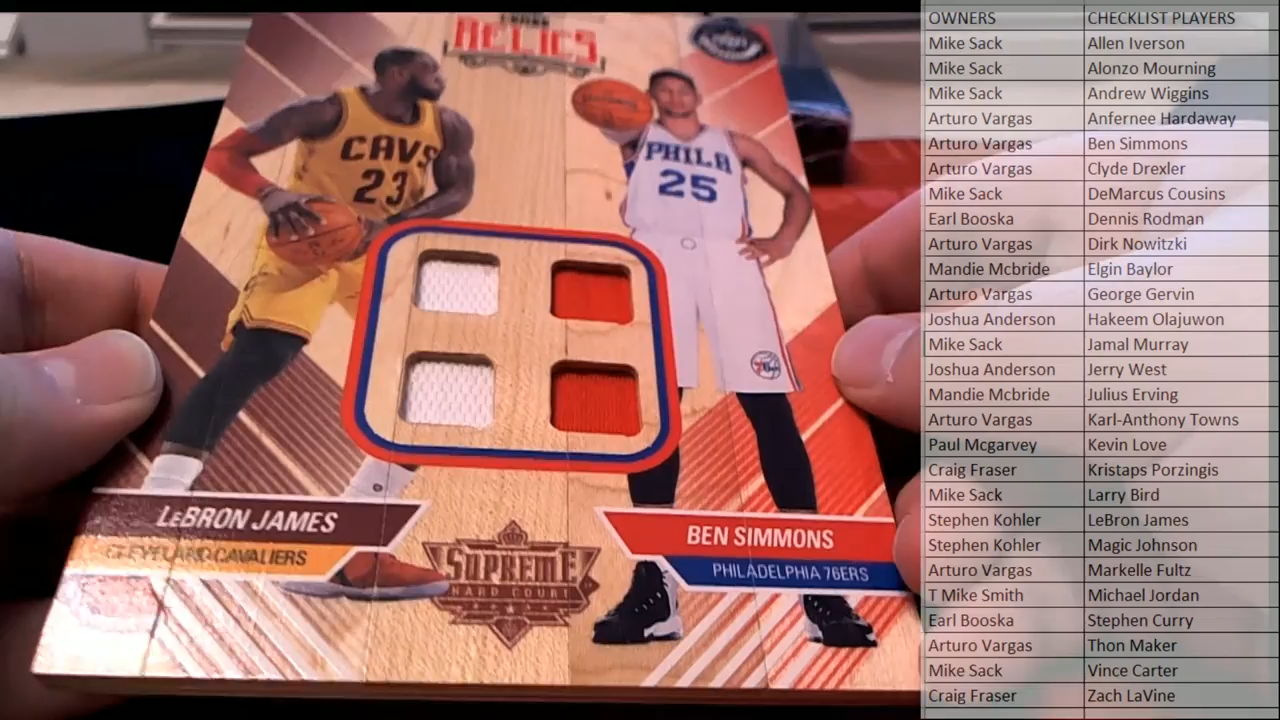 RELICS
CAVS
23
PHILA
25
LEBRON JAMES
CLEVELAND CAVALIERS
SUPREME
HARD COURT
BEN SIMMONS
PHILADELPHIA 76ERS
OWNERS CHECKLIST PLAYERS
Mike Sack Allen Iverson
Mike Sack Alonzo Mourning
Mike Sack Andrew Wiggins
Arturo Vargas Anfernee Hardaway
Arturo Vargas Ben Simmons
Arturo Vargas Clyde Drexler
Mike Sack DeMarcus Cousins
Earl Booska Dennis Rodman
Arturo Vargas Dirk Nowitzki
Mandie Mcbride Elgin Baylor
Arturo Vargas George Gervin
Joshua Anderson Hakeem Olajuwon
Mike Sack Jamal Murray
Joshua Anderson Jerry West
Mandie Mcbride Julius Erving
Arturo Vargas Karl-Anthony Towns
Paul Mcgarvey Kevin Love
Craig Fraser Kristaps Porzingis
Mike Sack Larry Bird
Stephen Kohler LeBron James
Stephen Kohler Magic Johnson
Arturo Vargas Markelle Fultz
T Mike Smith Michael Jordan
Earl Booska Stephen Curry
Arturo Vargas Thon Maker
Mike Sack Vince Carter
Craig Fraser Zach LaVine